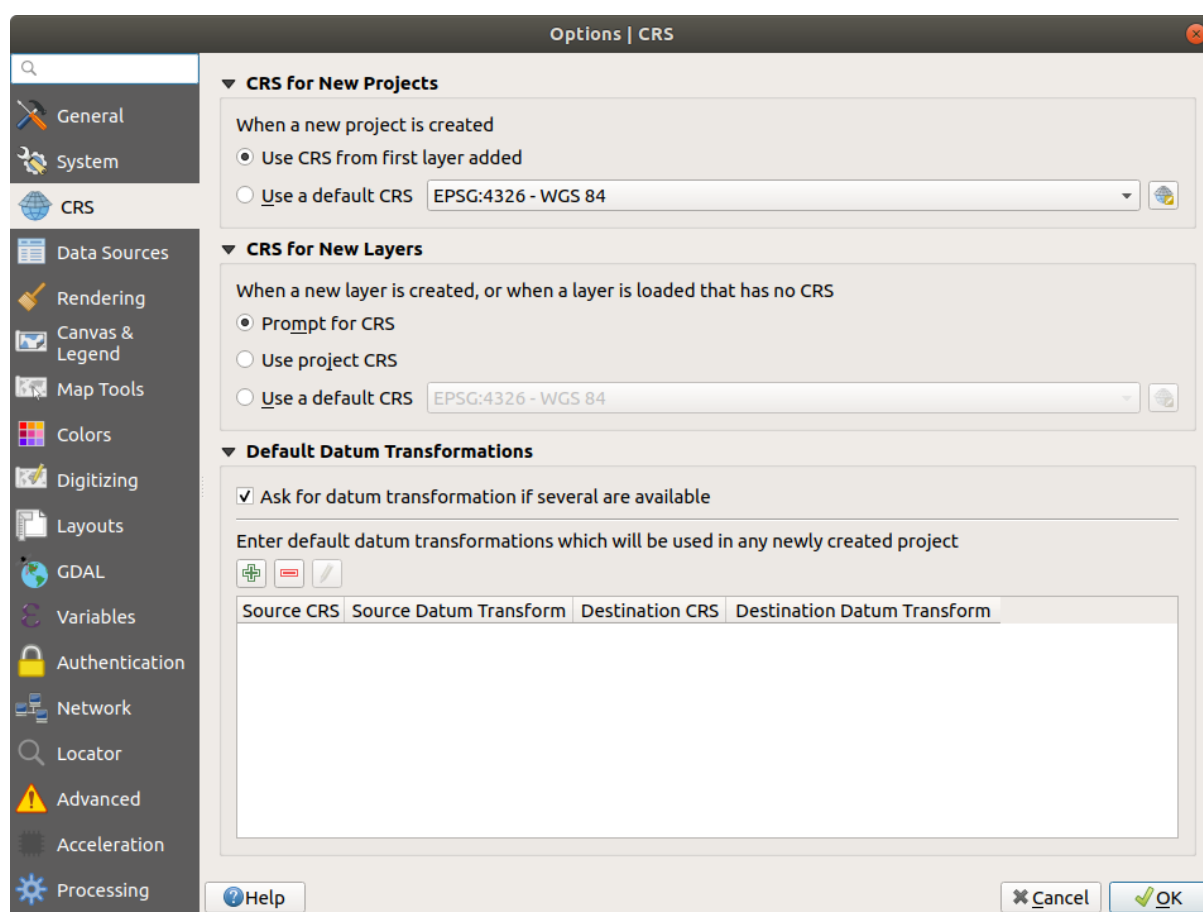 Options | CRS
General
System
CRS
Data Sources
Rendering
Canvas &
Legend
Map Tools
Colors
Digitizing
Layouts
GDAL
Variables
Authentication
Network
Locator
Advanced
Acceleration
Processing
CRS for New Projects
When a new project is created
Use CRS from first layer added
Use a default CRS EPSG:4326 - WGS 84
CRS for New Layers
When a new layer is created, or when a layer is loaded that has no CRS
Prompt for CRS
Use project CRS
Use a default CRS EPSG:4326 - WGS 84
Default Datum Transformations
Ask for datum transformation if several are available
Enter default datum transformations which will be used in any newly created project
Source CRS Source Datum Transform Destination CRS Destination Datum Transform
Help Cancel OK